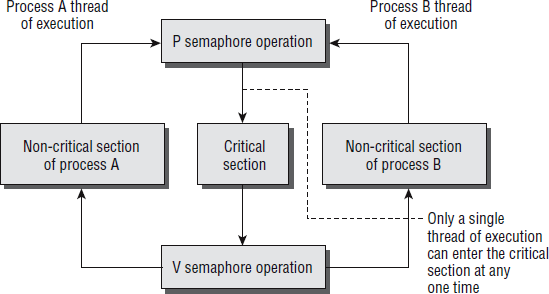 Process A thread
of execution
Process B thread
of execution
P semaphore operation
Non-critical section
of process A
Critical
section
Non-critical section
of process B
Only a single
thread of execution
can enter the critical
section at any
one time
V semaphore operation